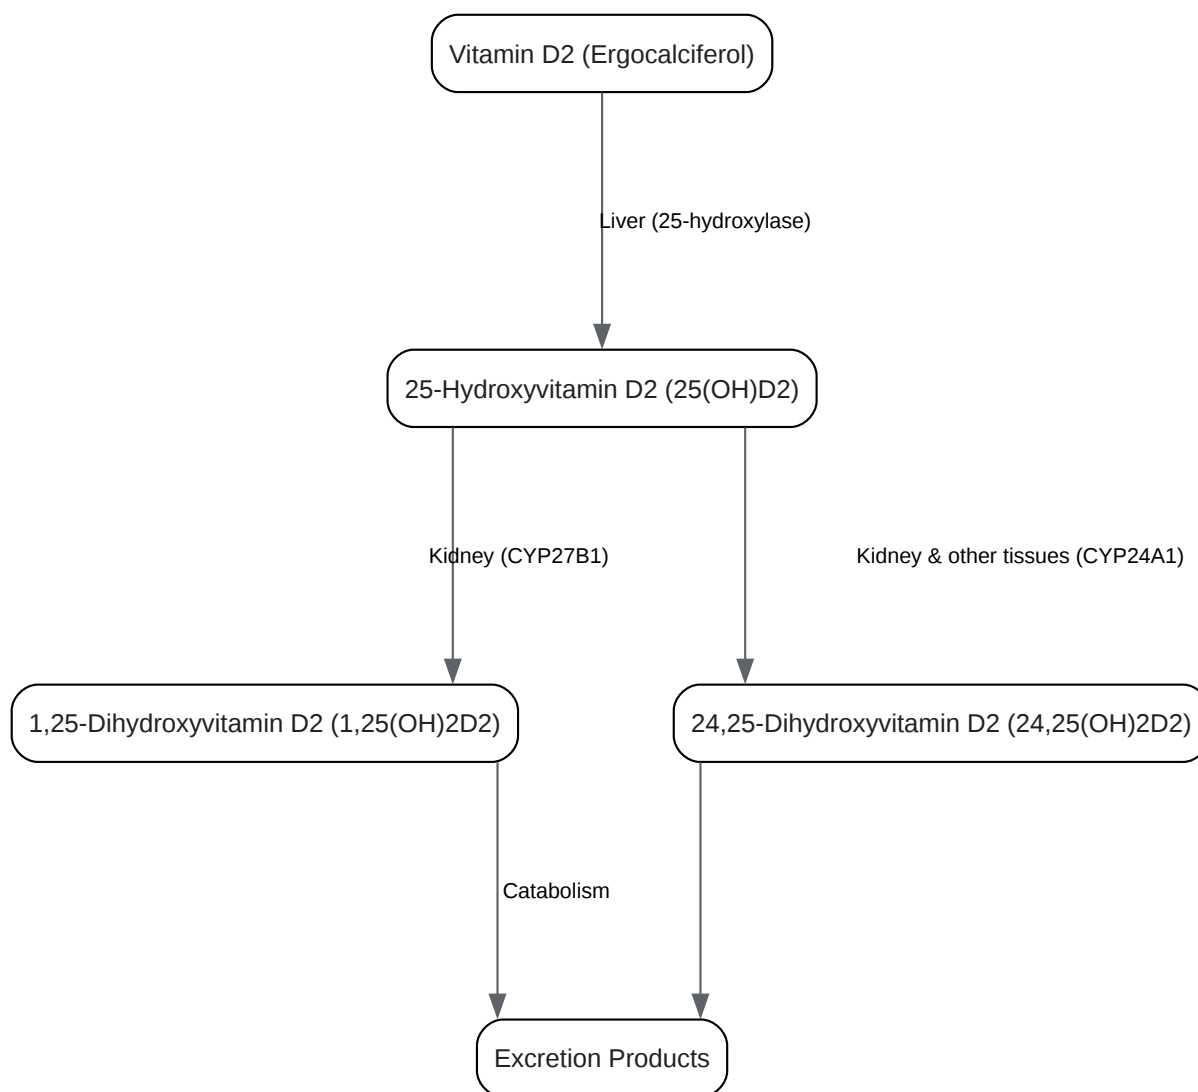 Vitamin D2 (Ergocalciferol)
Liver (25-hydroxylase)
25-Hydroxyvitamin D2 (25(OH)D2)
Kidney (CYP27B1)
Kidney & other tissues (CYP24A1)
1,25-Dihydroxyvitamin D2 (1,25(OH)2D2)
24,25-Dihydroxyvitamin D2 (24,25(OH)2D2)
Catabolism
Excretion Products